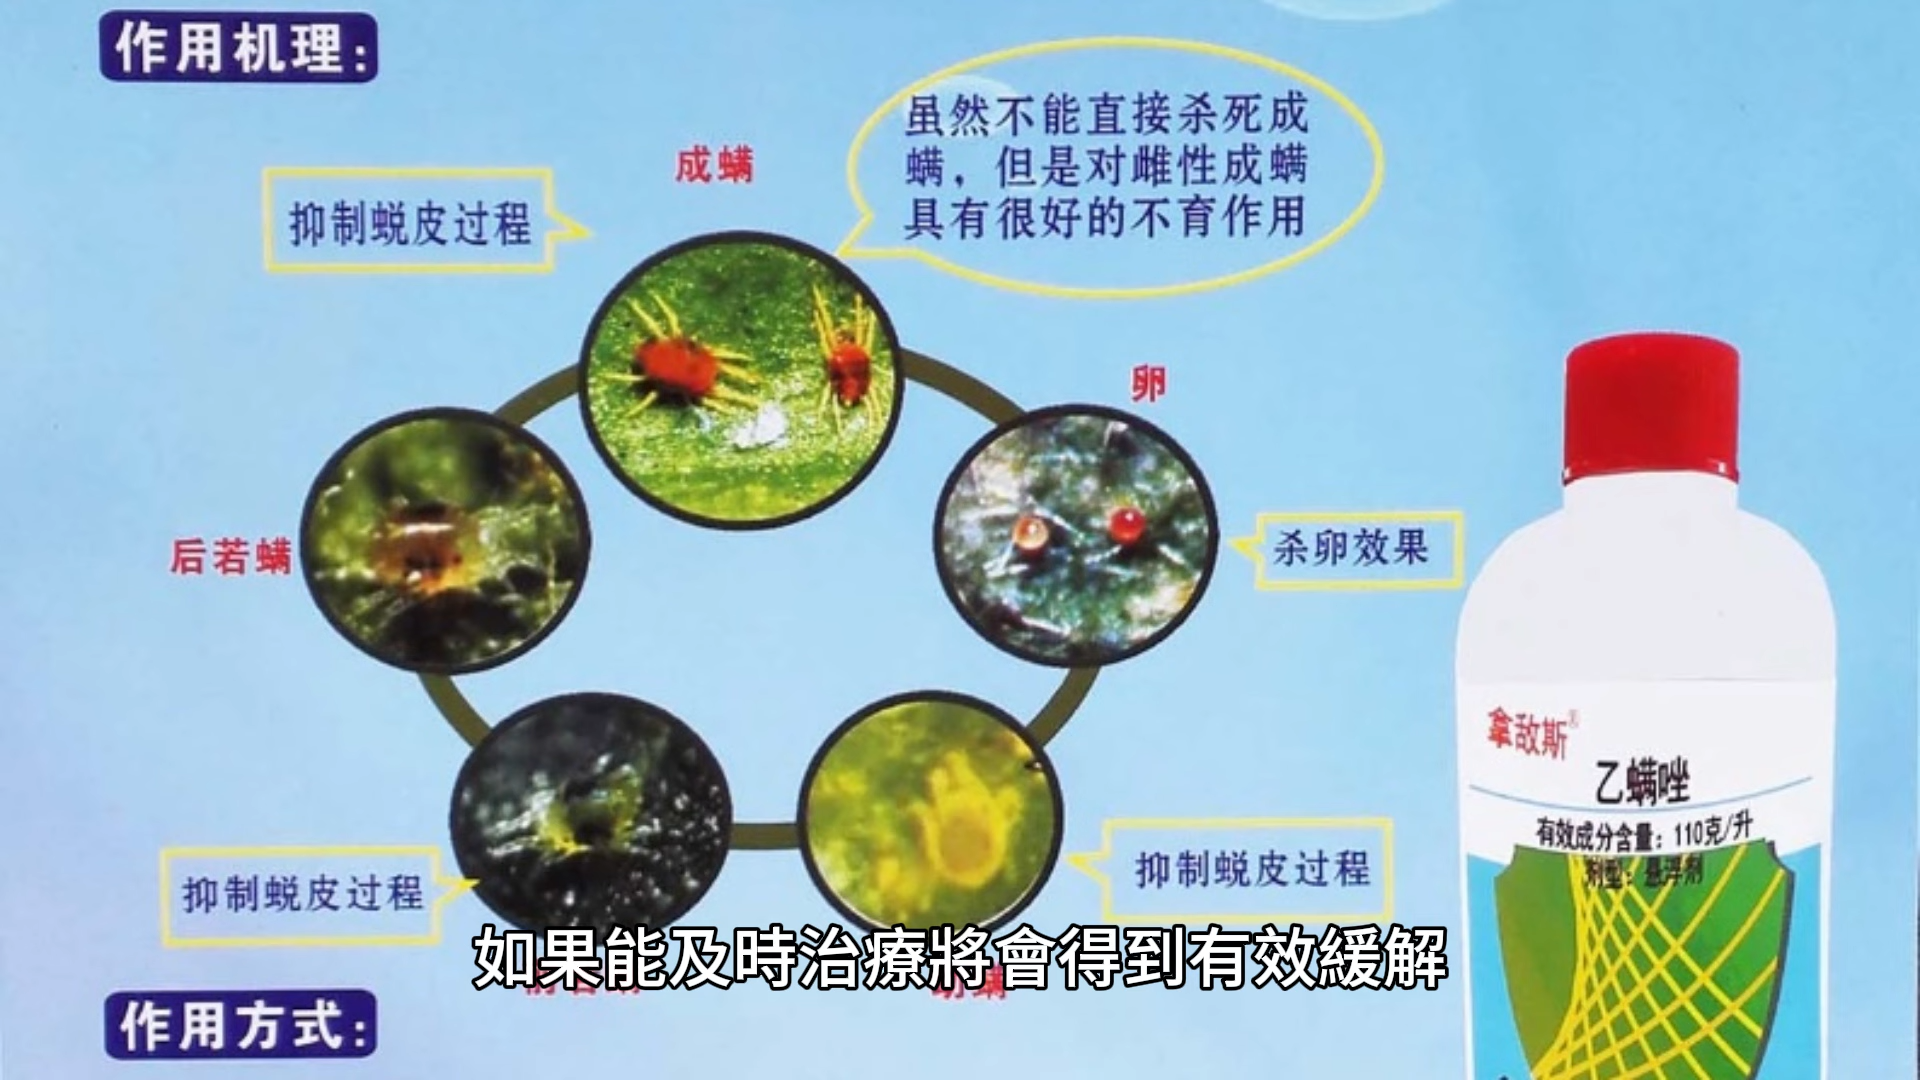 作用机理：
成螨
虽然不能直接杀死成
螨，但是对雌性成螨
具有很好的不育作用
抑制蜕皮过程
卵
杀卵效果
后若螨
拿敌斯®
乙螨唑
有效成分含量：110克/升
剂型：悬浮剂
抑制蜕皮过程
抑制蜕皮过程
如果能及時治療將會得到有效緩解
作用方式：